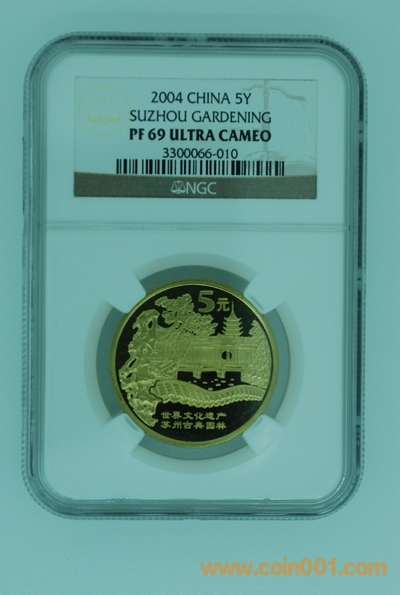 2004 CHINA 5Y
SUZHOU GARDENING
PF 69 ULTRA CAMEO
3300066-010
NGC
5元
世界文化遗产
苏州古典园林
www.coin001.com